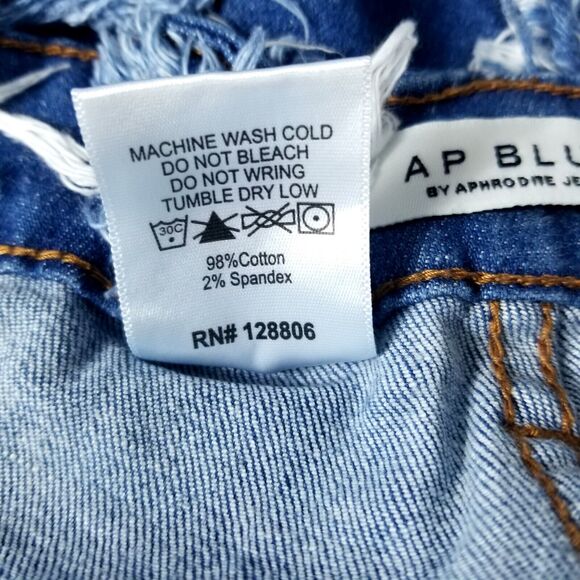 MACHINE WASH COLD
DO NOT BLEACH
DO NOT WRING
TUMBLE DRY LOW
30C
98%Cotton
2% Spandex
RN# 128806
AP BLU
BY APHRODITE JE